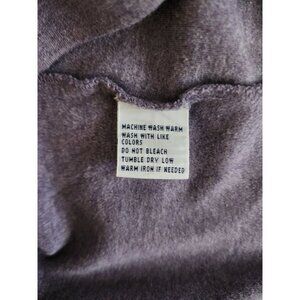 MACHINE WASH WARM
WASH WITH LIKE
COLORS
DO NOT BLEACH
TUMBLE DRY LOW
WARM IRON IF NEEDED